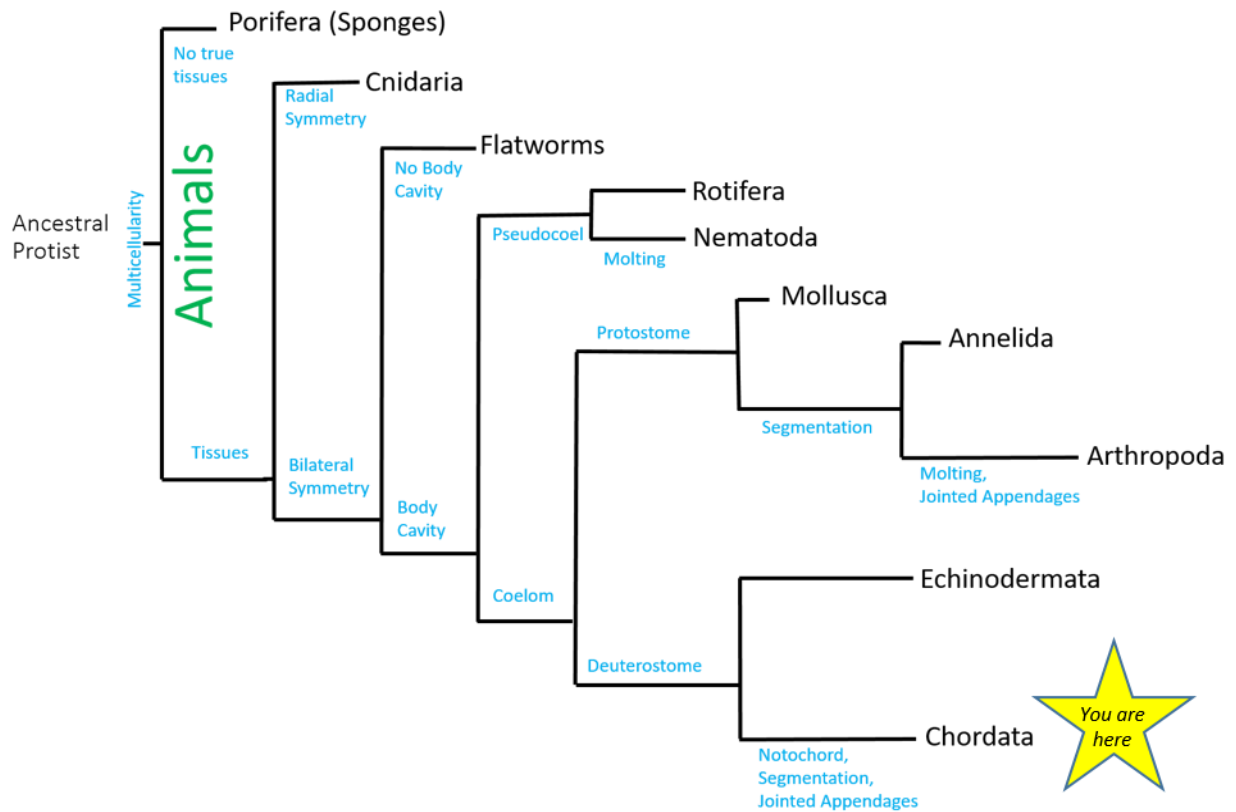 Porifera (Sponges)
No true
tissues
Cnidaria
Radial
Symmetry
Flatworms
No Body
Cavity
Animals
Multicellularity
Ancestral
Protist
Rotifera
Pseudocoel
Nematoda
Molting
Mollusca
Protostome
Annelida
Segmentation
Arthropoda
Molting,
Jointed Appendages
Tissues
Bilateral
Symmetry
Body
Cavity
Coelom
Echinodermata
Deuterostome
Chordata
You are
here
Notochord,
Segmentation,
Jointed Appendages